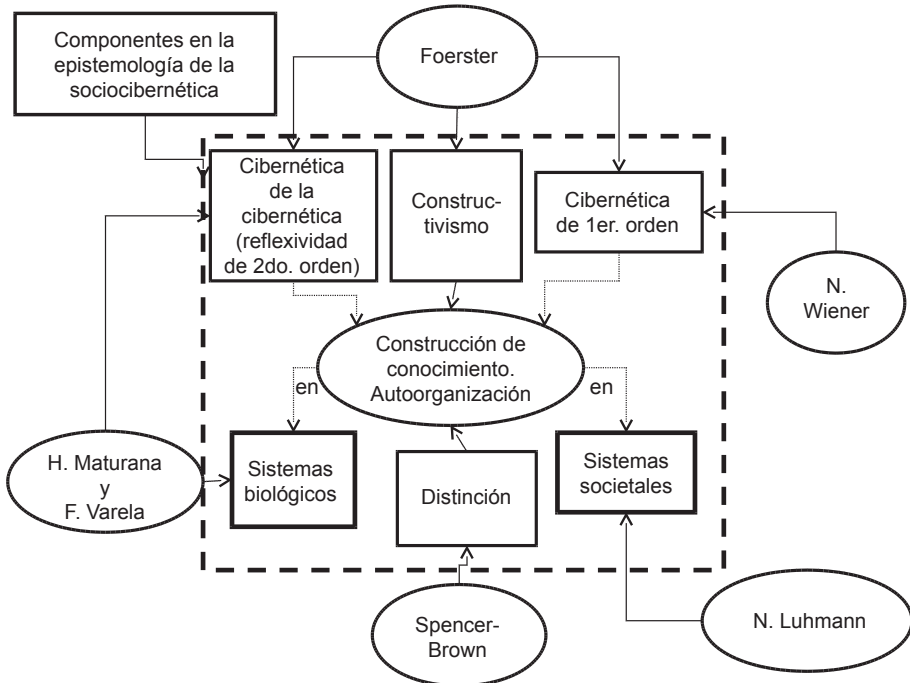 Componentes en la
epistemología de la
sociocibernética
Foerster
Cibernética
de la
cibernética
(reflexividad
de 2do. orden)
Construc-
tivismo
Cibernética
de 1er. orden
N.
Wiener
Construcción de
conocimiento.
Autoorganización
en
en
H. Maturana
y
F. Varela
Sistemas
biológicos
Distinción
Sistemas
societales
Spencer-
Brown
N. Luhmann